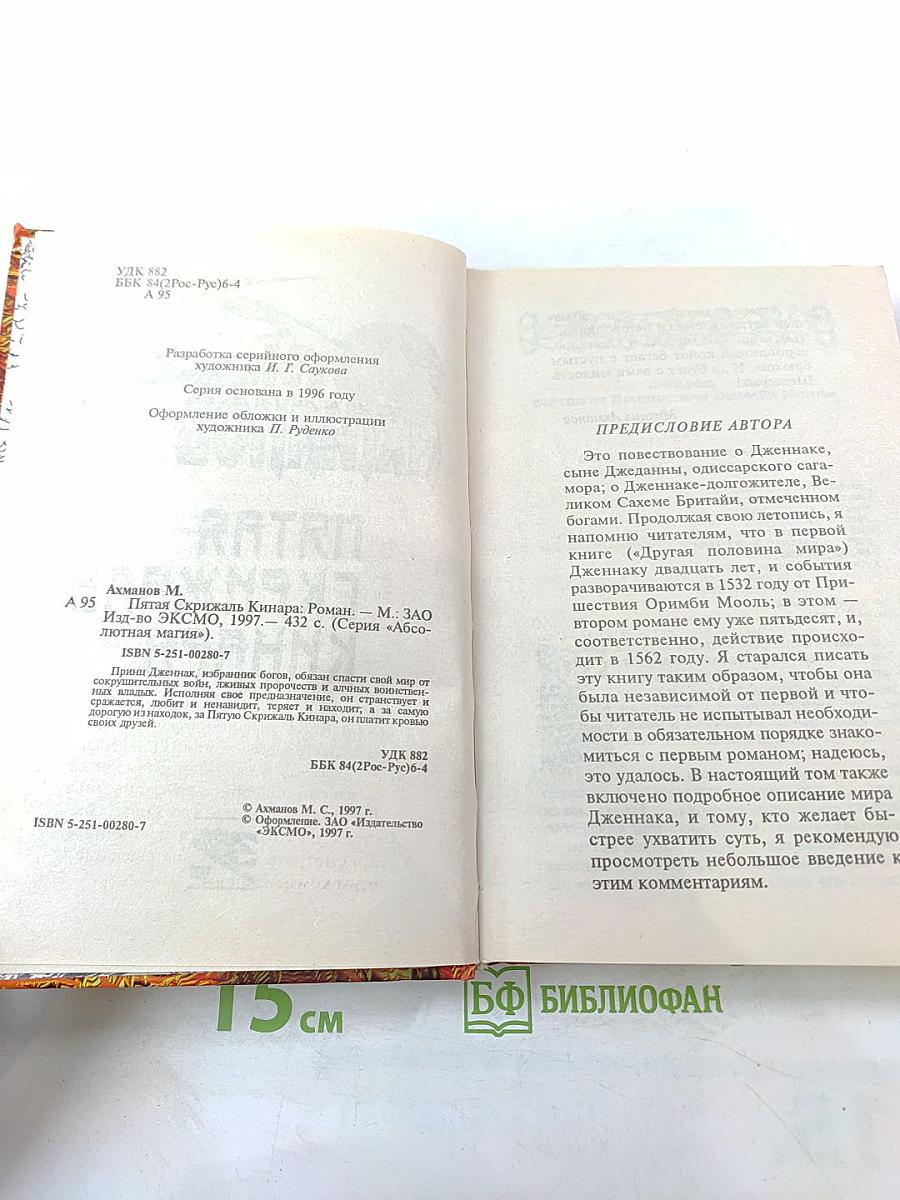 УДК 882
ББК 84(2Рос-Рус)6-4
А 95
Разработка серийного оформления
художника И. Г. Саукова
Серия основана в 1996 году
Оформление обложки и иллюстрации
художника П. Руденко
Ахманов М.
А 95 Пятая Скрижаль Кинара: Роман. — М.: ЗАО
Изд-во ЭКСМО, 1997.— 432 с. (Серия «Абсо-
лютная магия»).
ISBN 5-251-00280-7
Принц Дженнак, избранник богов, обязан спасти свой мир от
сокрушительных войн, лживых пророчеств и алчных воинствен-
ных владык. Исполняя свое предназначение, он странствует и
сражается, любит и ненавидит, теряет и находит, а за самую
дорогую из находок, за Пятую Скрижаль Кинара, он платит кровью
своих друзей.
УДК 882
ББК 84(2Рос-Рус)6-4
© Ахманов М. С., 1997 г.
© Оформление. ЗАО «Издательство
«ЭКСМО», 1997 г.
ISBN 5-251-00280-7
ПРЕДИСЛОВИЕ АВТОРА
Это повествование о Дженнаке,
сыне Джеданны, одиссарского сага-
мора; о Дженнаке-долгожителе, Ве-
ликом Сахеме Бритайи, отмеченном
богами. Продолжая свою летопись, я
напомню читателям, что в первой
книге («Другая половина мира»)
Дженнаку двадцать лет, и события
разворачиваются в 1532 году от При-
шествия Оримби Мооль; в этом —
втором романе ему уже пятьдесят, и,
соответственно, действие происхо-
дит в 1562 году. Я старался писать
эту книгу таким образом, чтобы она
была независимой от первой и что-
бы читатель не испытывал необходи-
мости в обязательном порядке знако-
миться с первым романом; надеюсь,
это удалось. В настоящий том также
включено подробное описание мира
Дженнака, и тому, кто желает бы-
стрее ухватить суть, я рекомендую
просмотреть небольшое введение к
этим комментариям.
15 см
БФ БИБЛИОФАН